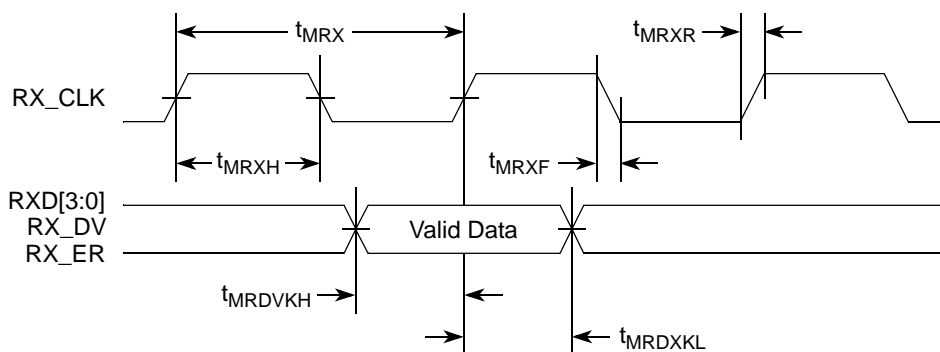 tMRX
tMRXR
RX_CLK
tMRXH
tMRXF
RXD[3:0]
RX_DV
Valid Data
RX_ER
tMRDVKH
tMRDXKL